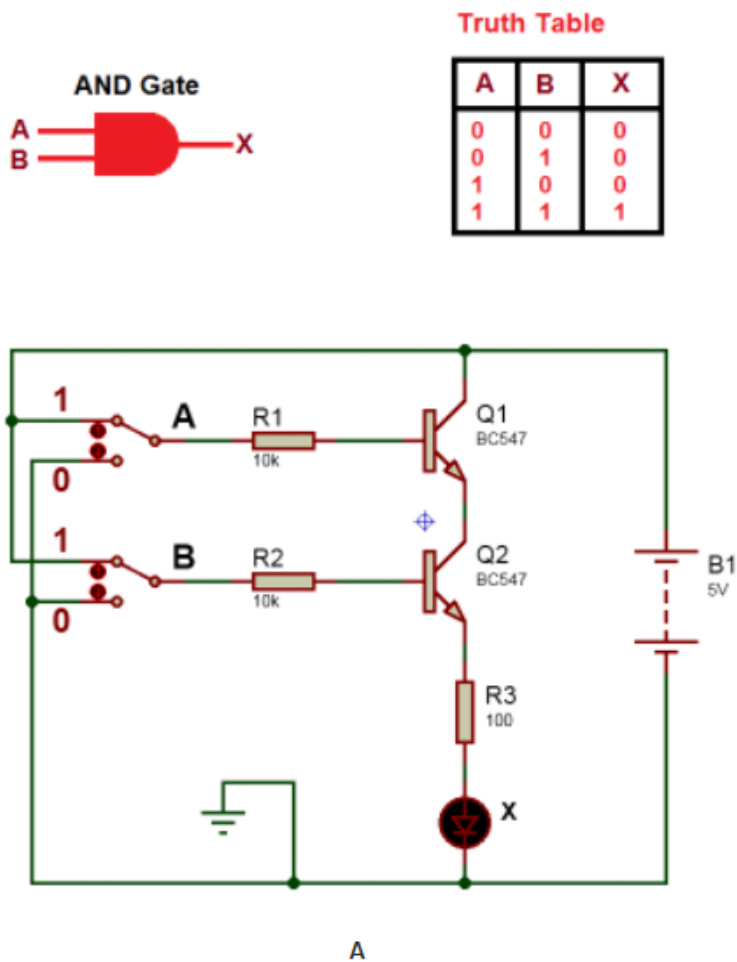 Truth Table
AND Gate
A B X
A
B
X
0 0 0
0 1 0
1 0 0
1 1 1
1
A
R1
10k
0
Q1
BC547
1
B
R2
10k
0
Q2
BC547
B1
5V
R3
100
X
A